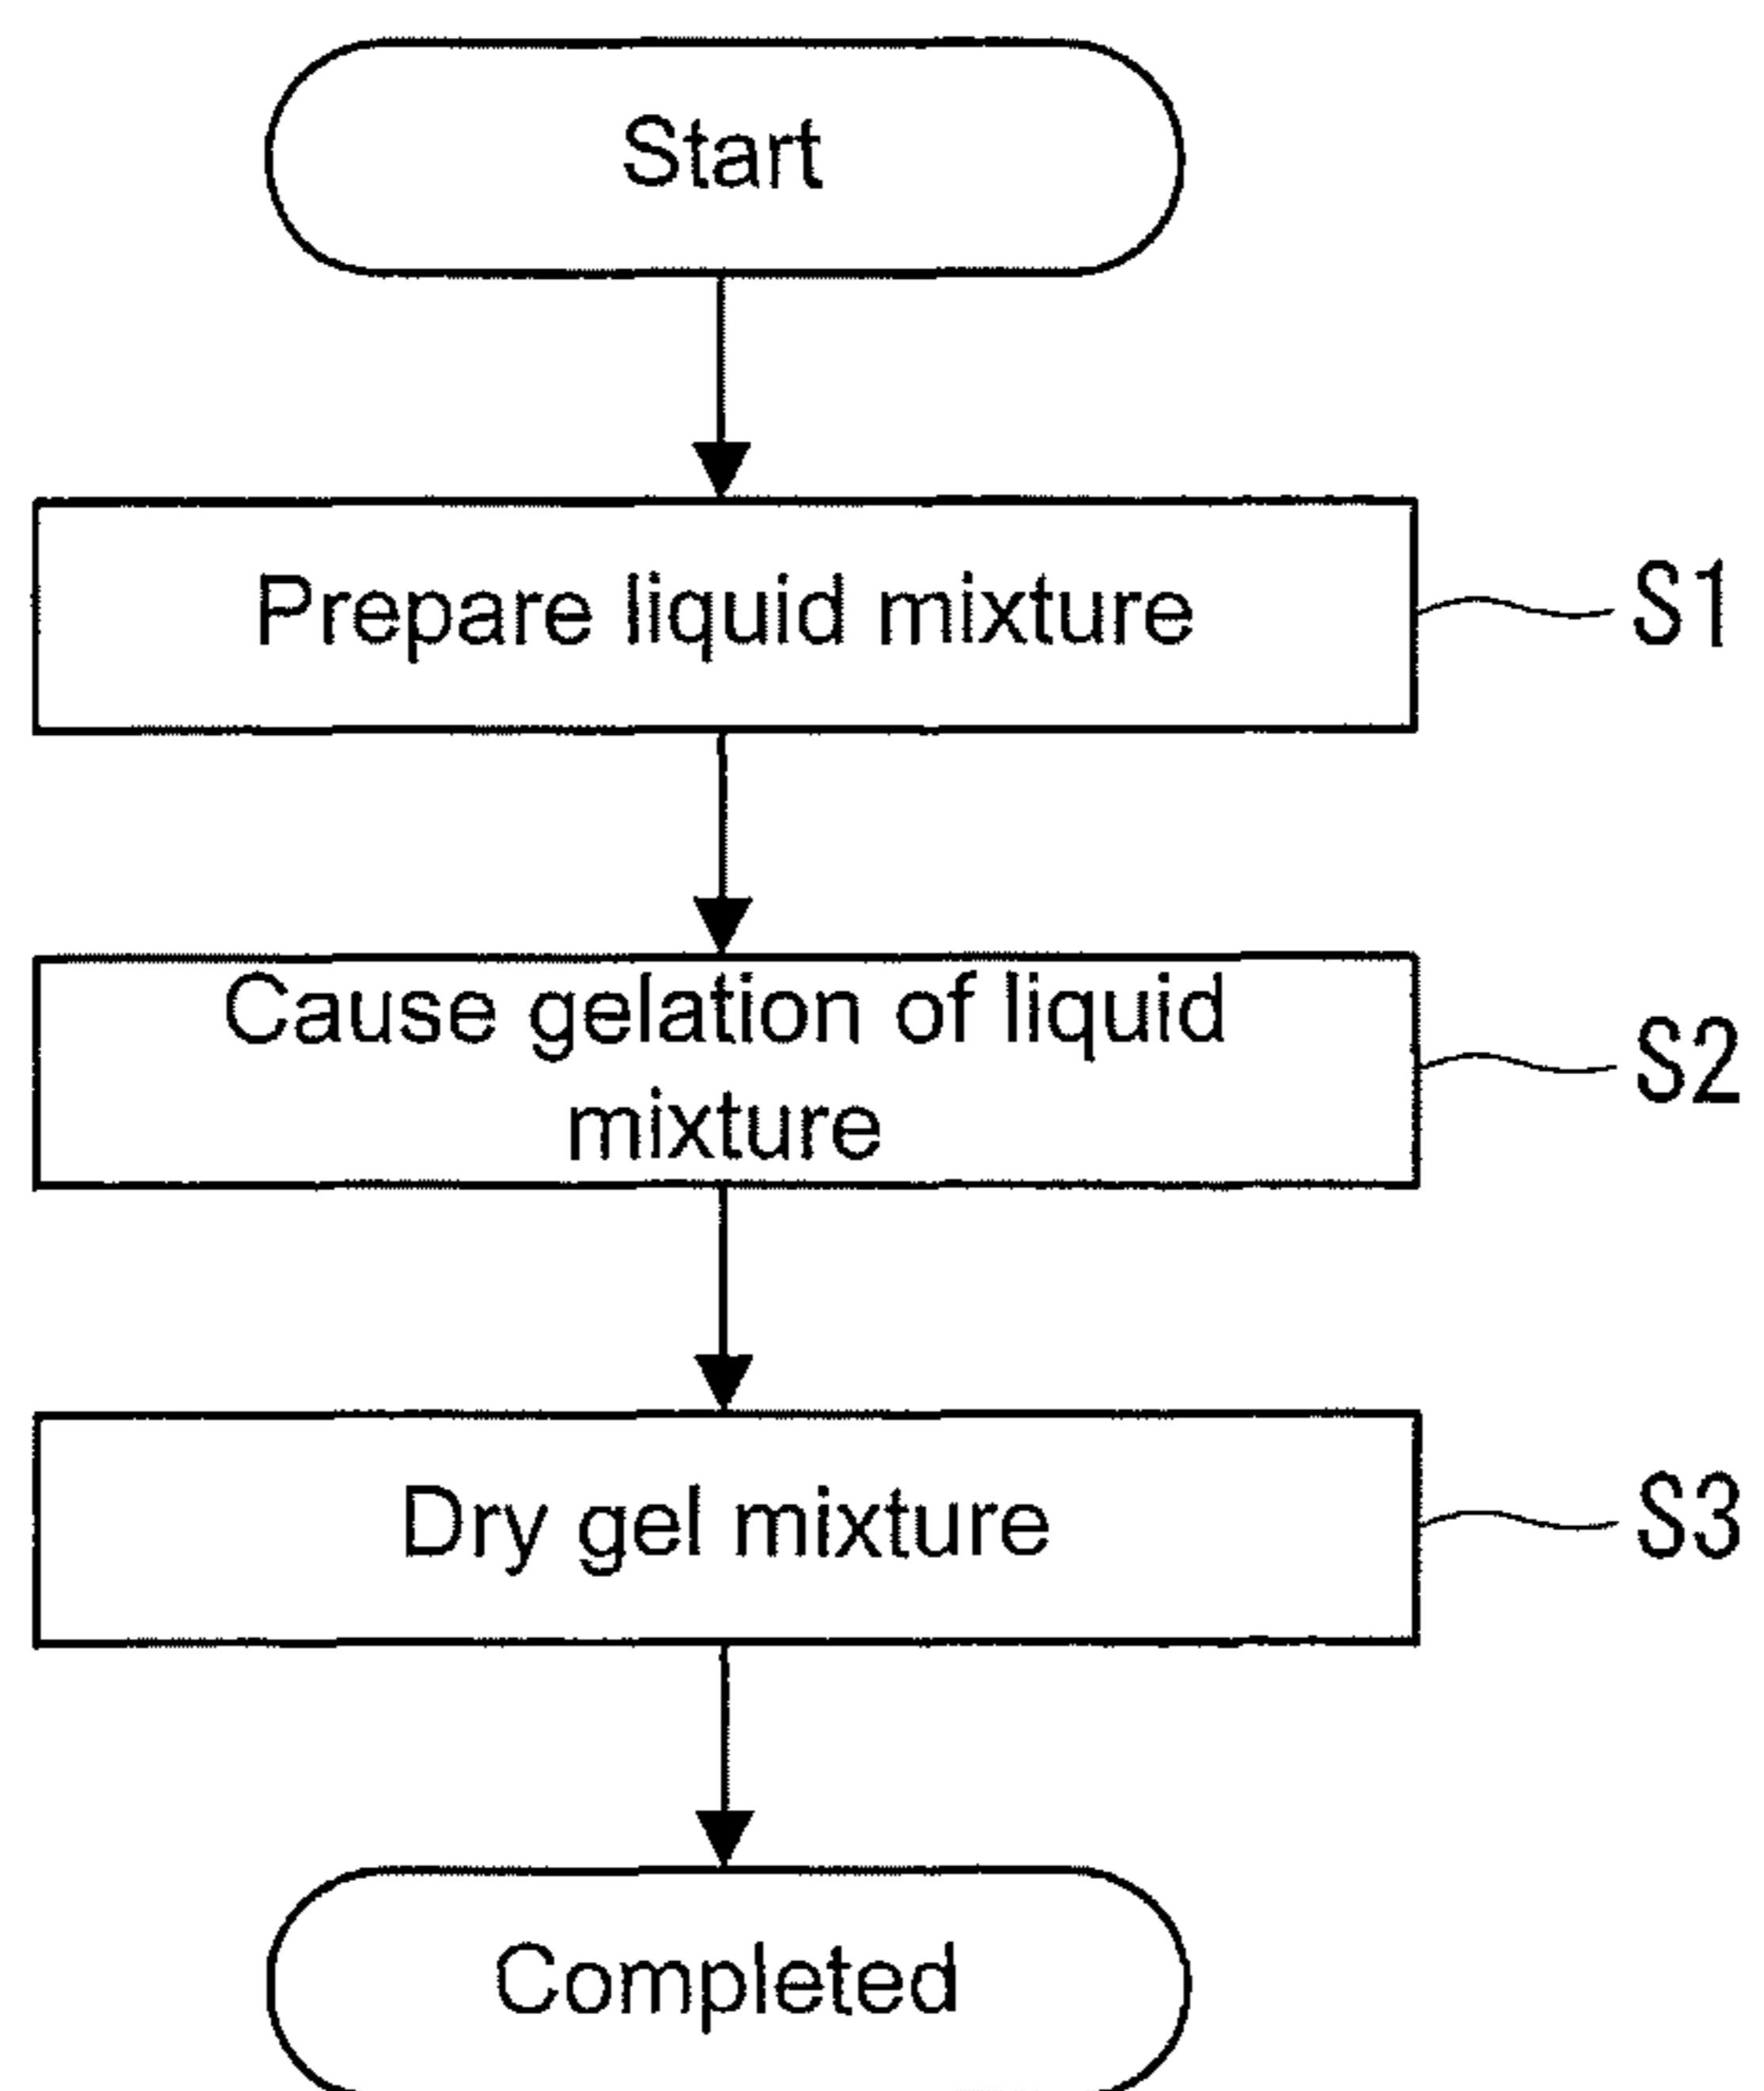 Start
Prepare liquid mixture
S1
Cause gelation of liquid
mixture
S2
Dry gel mixture
S3
Completed